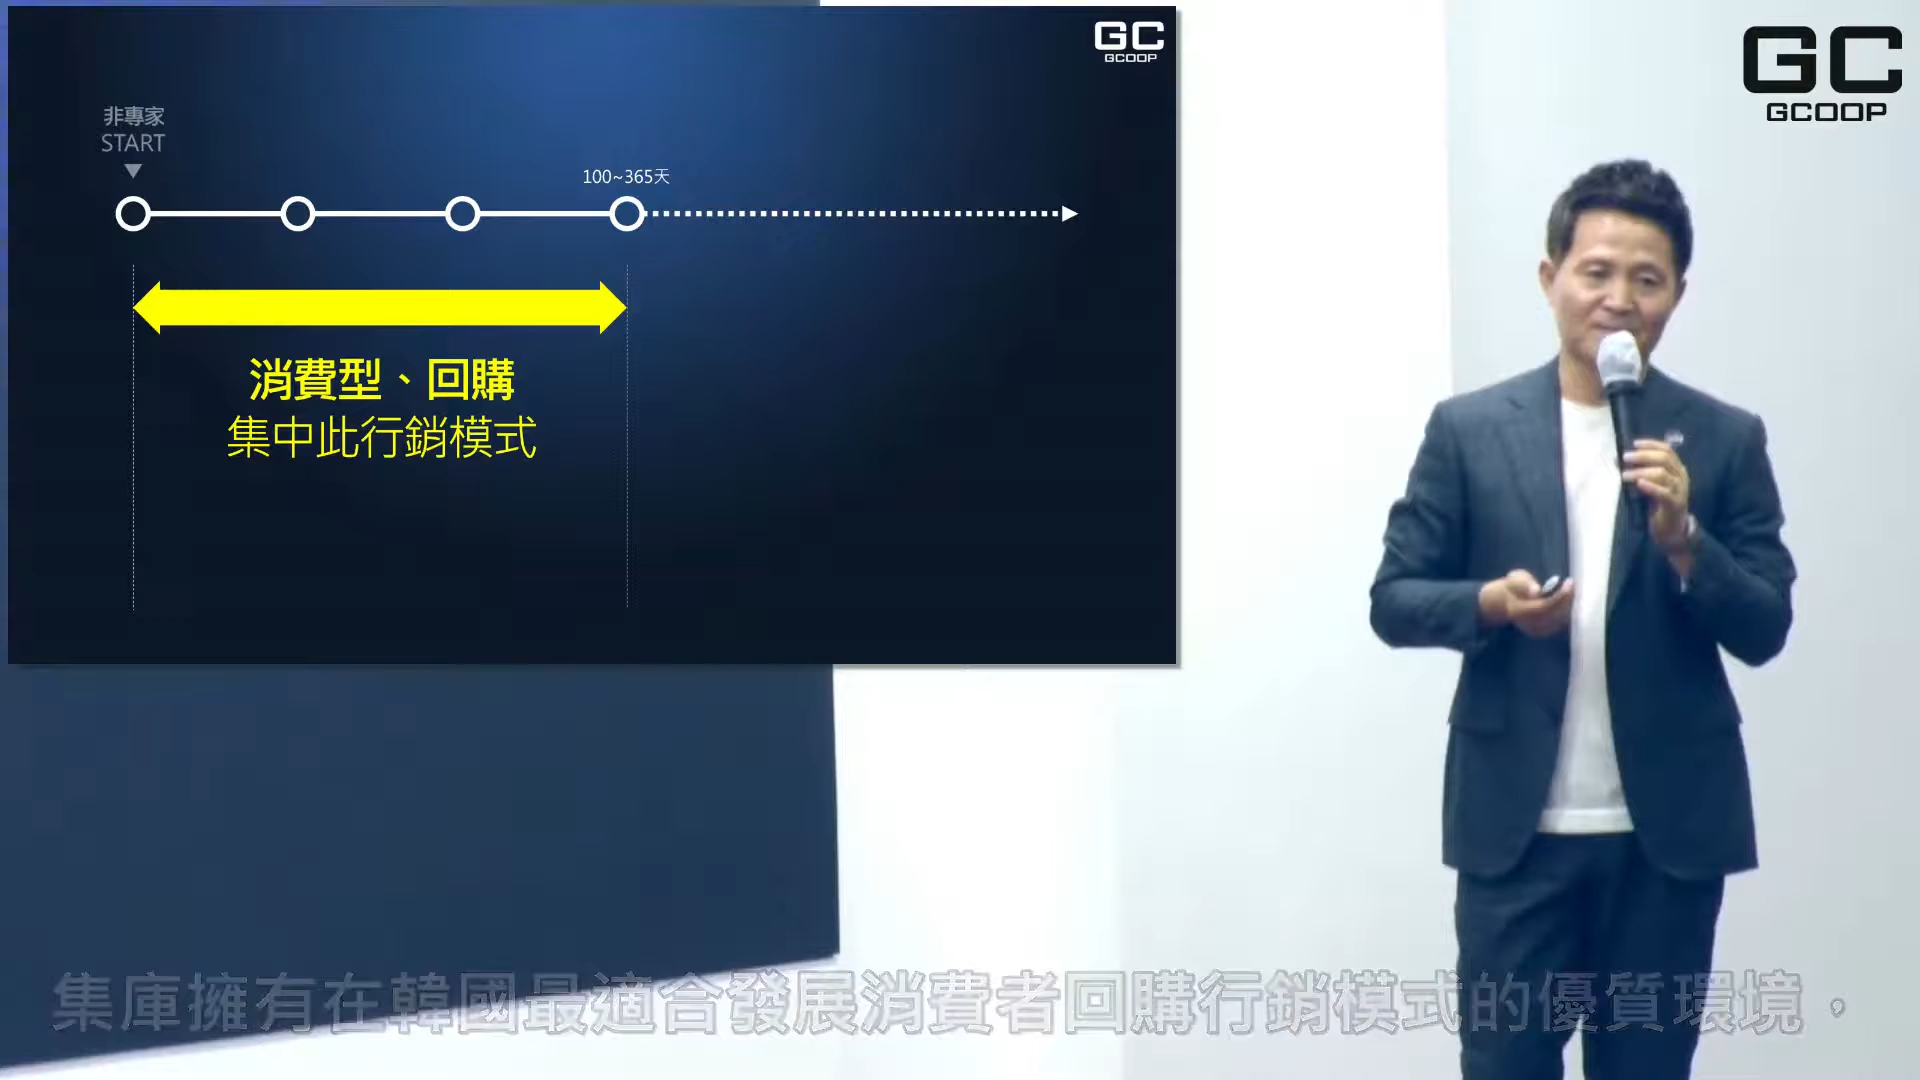 GC
GCOOP
非專家
START
100~365天
消費型、回購
集中此行銷模式
GC
GCOOP
集庫擁有在韓國最適合發展消費者回購行銷模式的優質環境，